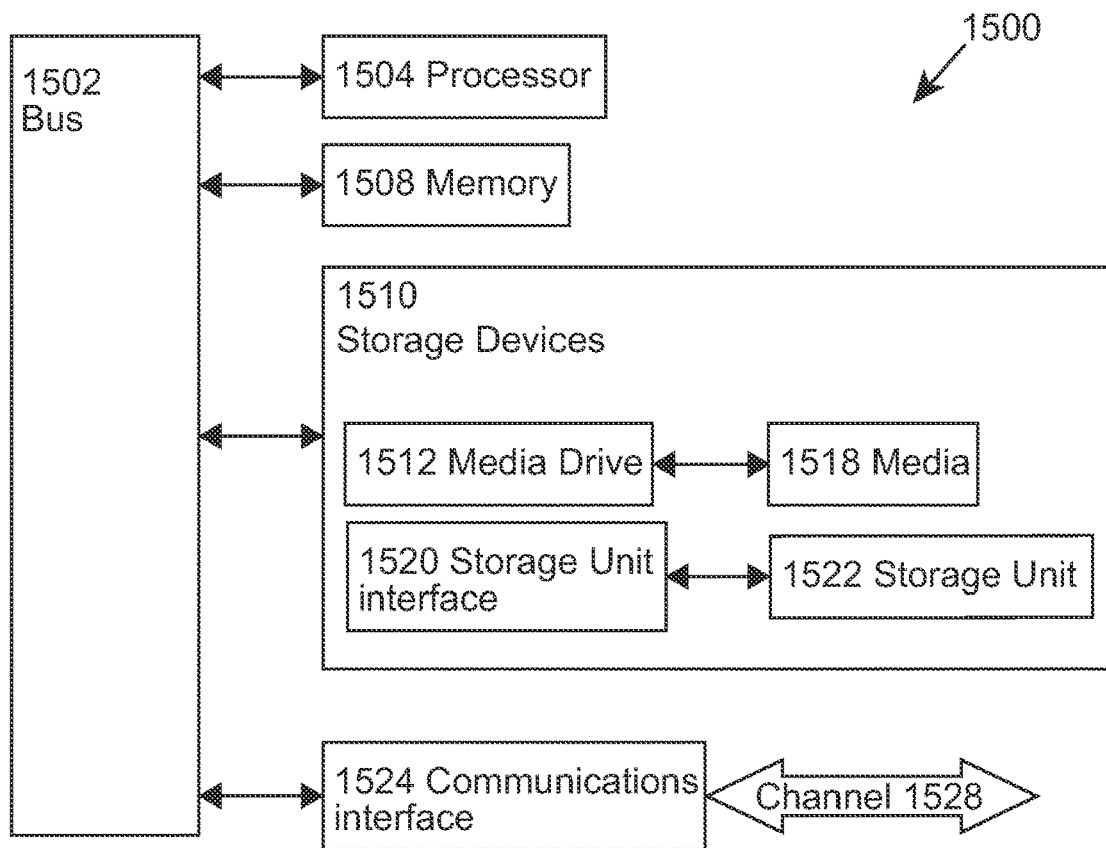 1500
1502
Bus
1504 Processor
1508 Memory
1510
Storage Devices
1512 Media Drive
1518 Media
1520 Storage Unit
interface
1522 Storage Unit
1524 Communications
interface
Channel 1528